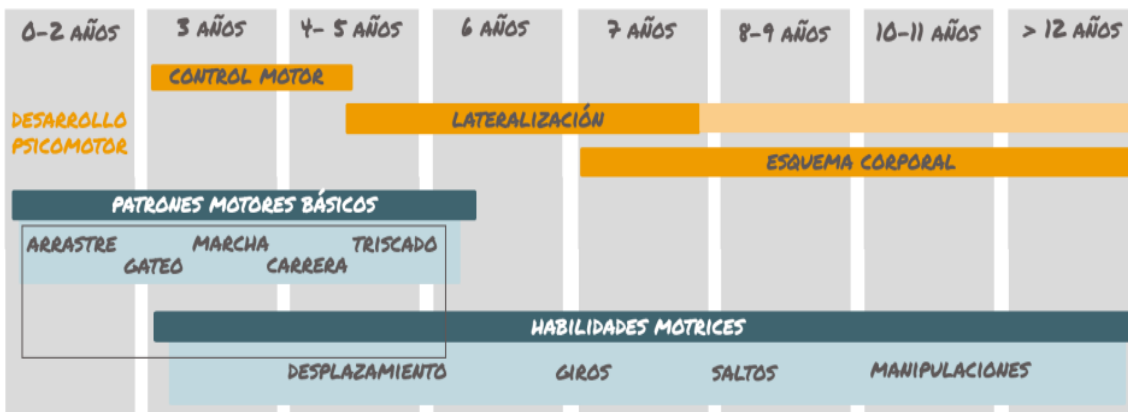 0-2 AÑOS 3 AÑOS 4-5 AÑOS 6 AÑOS 7 AÑOS 8-9 AÑOS 10-11 AÑOS > 12 AÑOS
CONTROL MOTOR
DESARROLLO
PSICOMOTOR
LATERALIZACIÓN
ESQUEMA CORPORAL
PATRONES MOTORES BÁSICOS
ARRASTRE MARCHA TRISCADO
GATEO CARRERA
HABILIDADES MOTRICES
DESPLAZAMIENTO GIROS SALTOS MANIPULACIONES